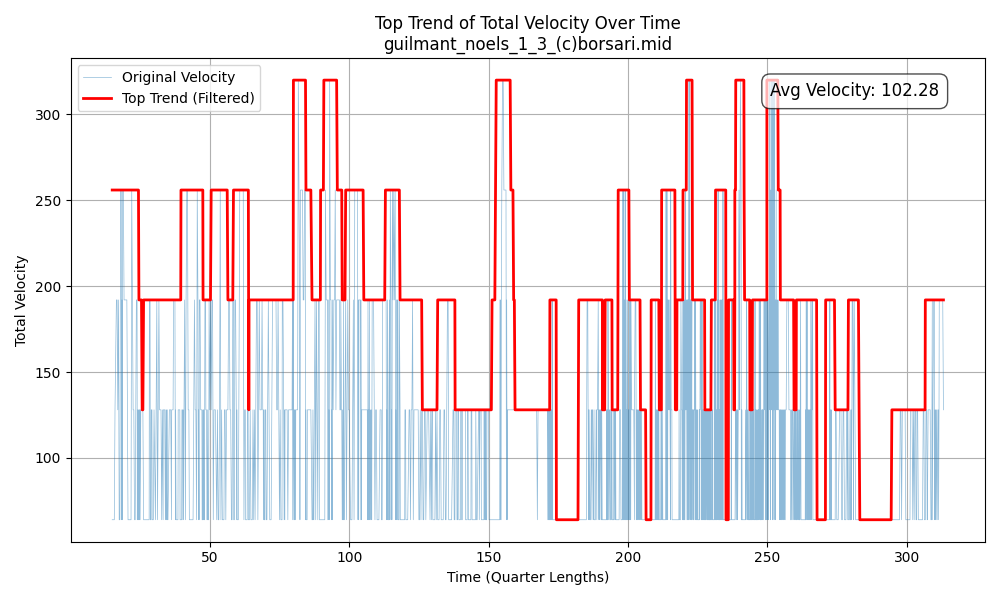 Top Trend of Total Velocity Over Time
guilmant_noels_1_3_(c)borsari.mid
Original Velocity
Top Trend (Filtered)
Avg Velocity: 102.28
Total Velocity
300
250
200
150
100
50 100 150 200 250 300
Time (Quarter Lengths)